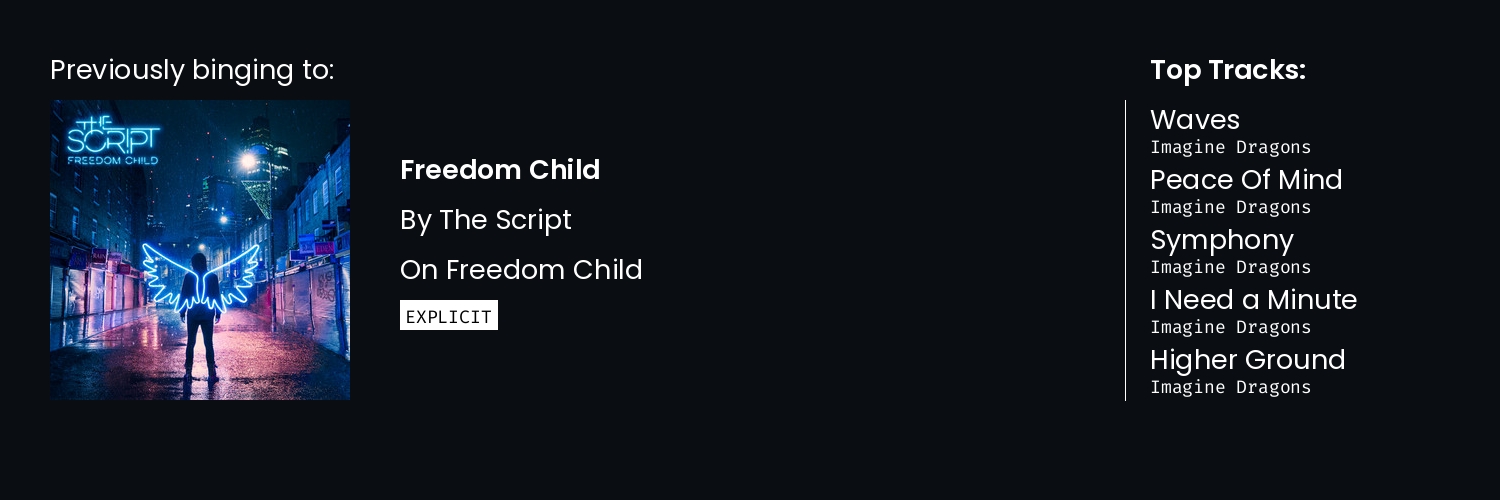 Previously binging to:
THE
SCRIPT
FREEDOM CHILD
Freedom Child
By The Script
On Freedom Child
EXPLICIT
Top Tracks:
Waves
Imagine Dragons
Peace Of Mind
Imagine Dragons
Symphony
Imagine Dragons
I Need a Minute
Imagine Dragons
Higher Ground
Imagine Dragons